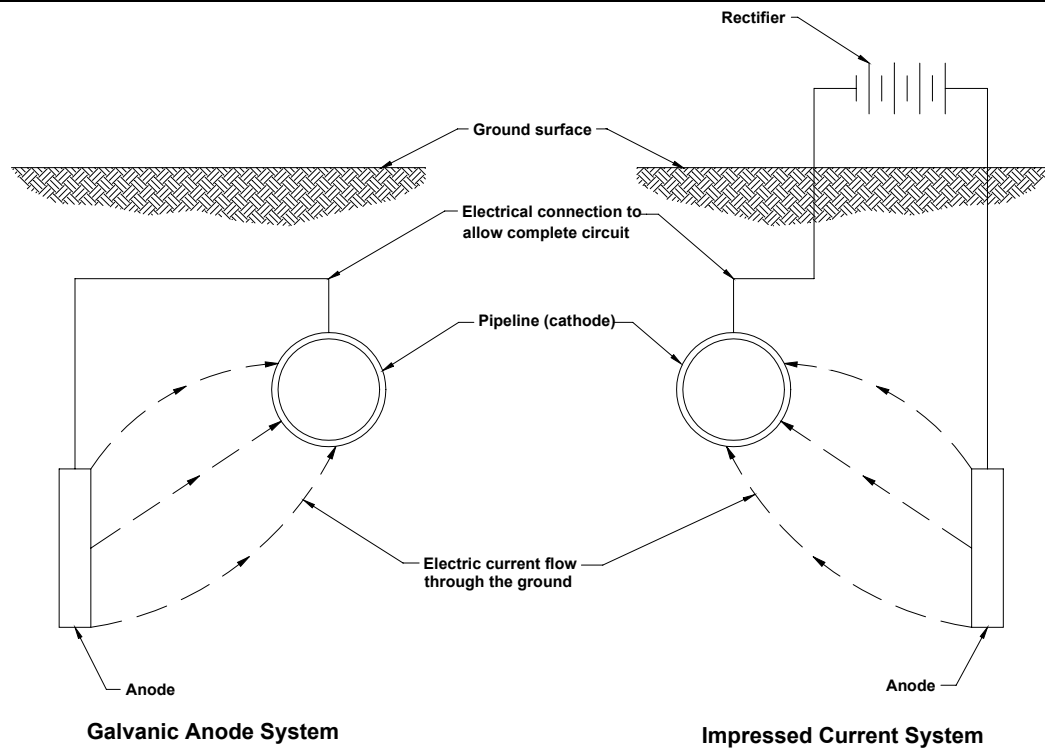 Rectifier
Ground surface
Electrical connection to
allow complete circuit
Pipeline (cathode)
Electric current flow
through the ground
Anode
Anode
Galvanic Anode System
Impressed Current System